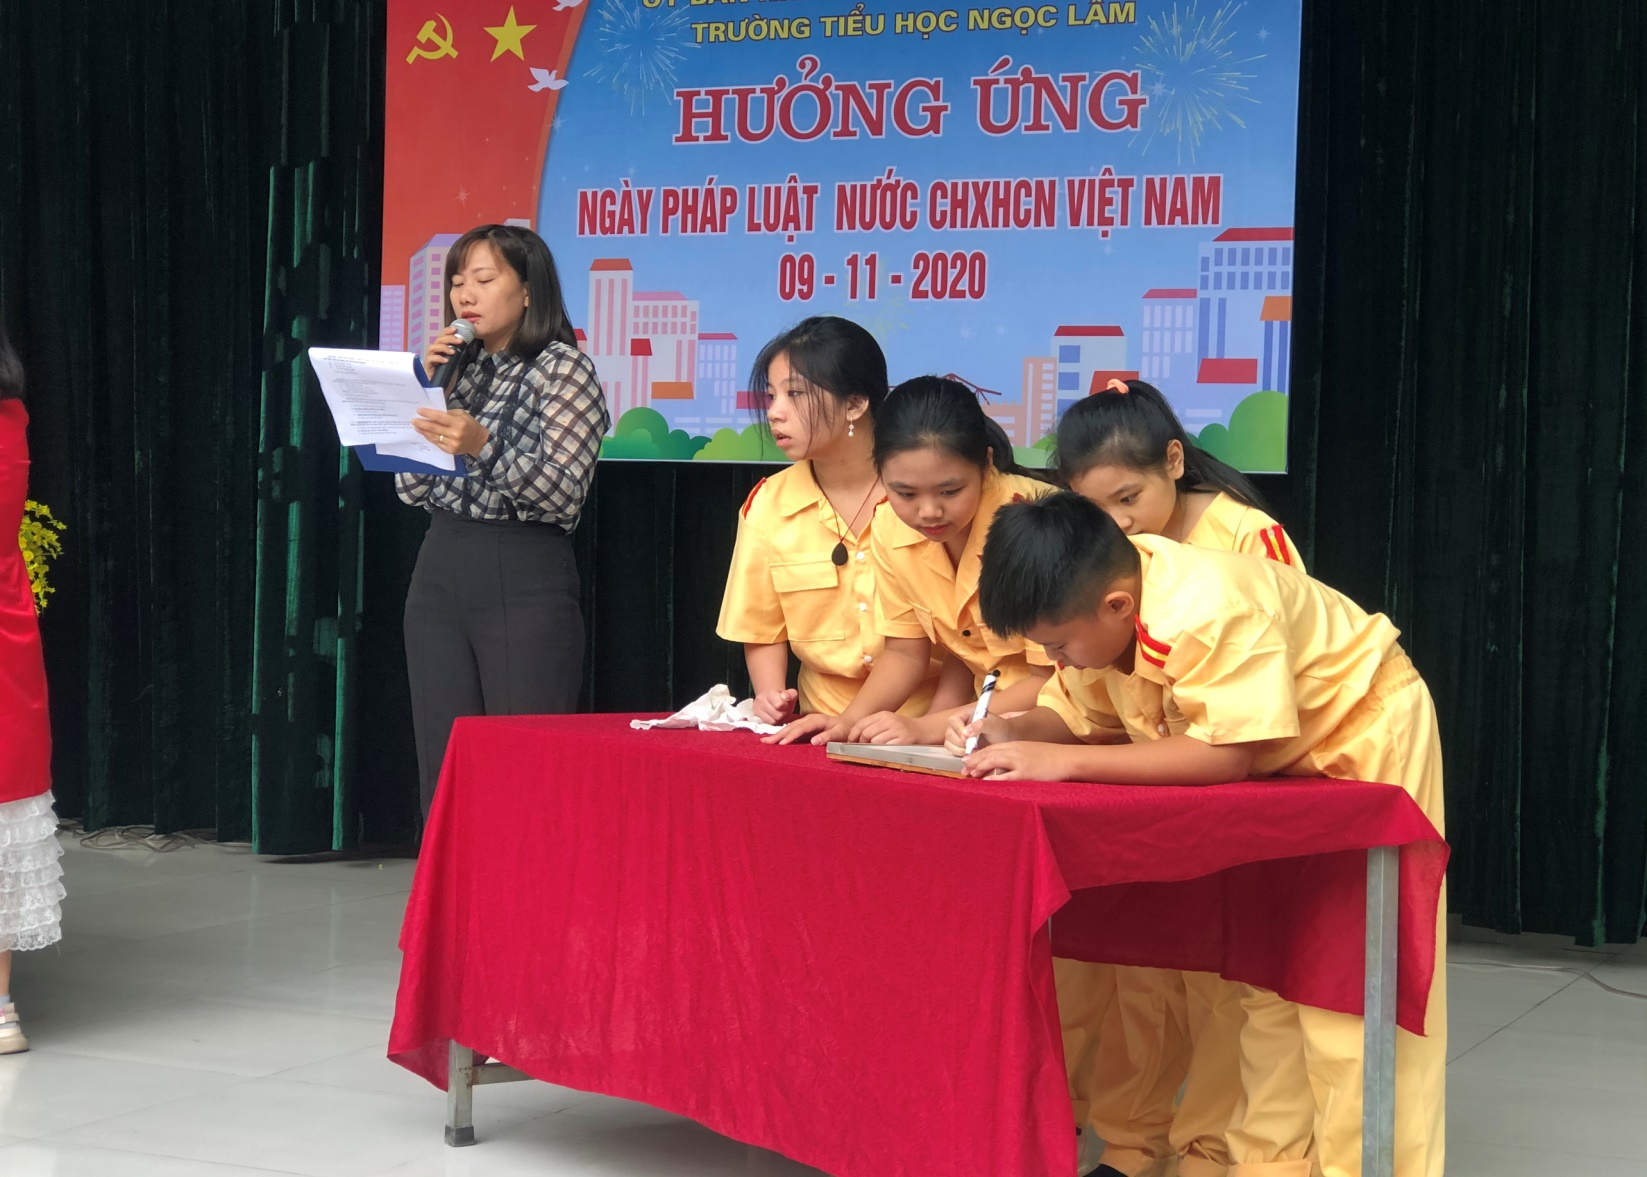 TRƯỜNG TIỂU HỌC NGỌC LÂM
HƯỞNG ỨNG
NGÀY PHÁP LUẬT NƯỚC CHXHCN VIỆT NAM
09 - 11 - 2020